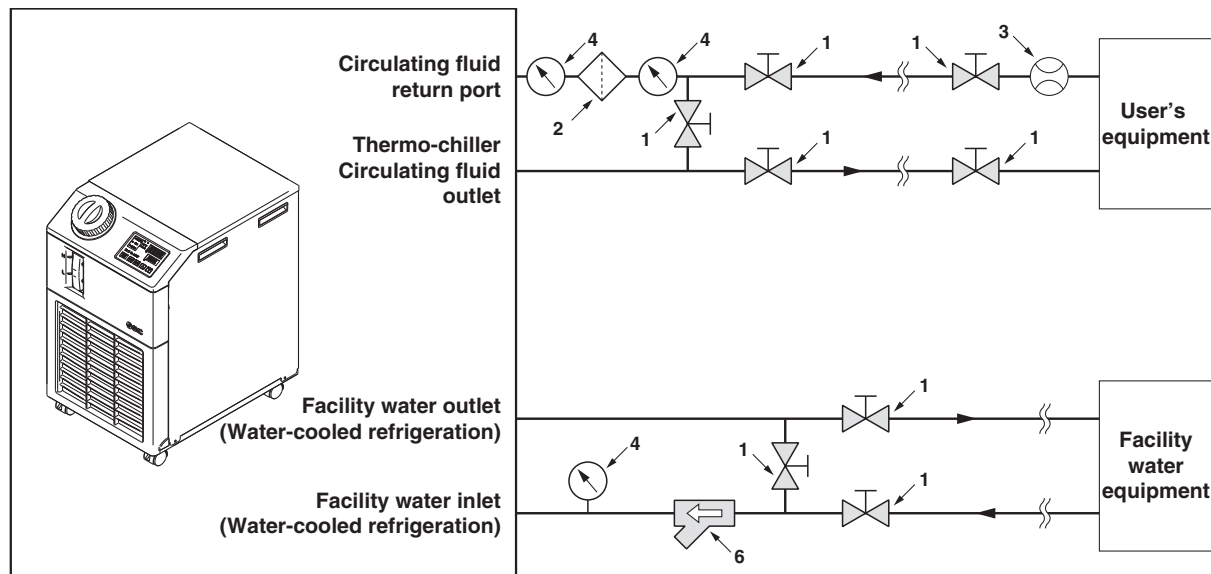 4
4
1
1
3
Circulating fluid
return port
2
1
User's
equipment
Thermo-chiller
Circulating fluid
outlet
1
1
Facility water outlet
(Water-cooled refrigeration)
1
4
1
1
Facility
water
equipment
Facility water inlet
(Water-cooled refrigeration)
6